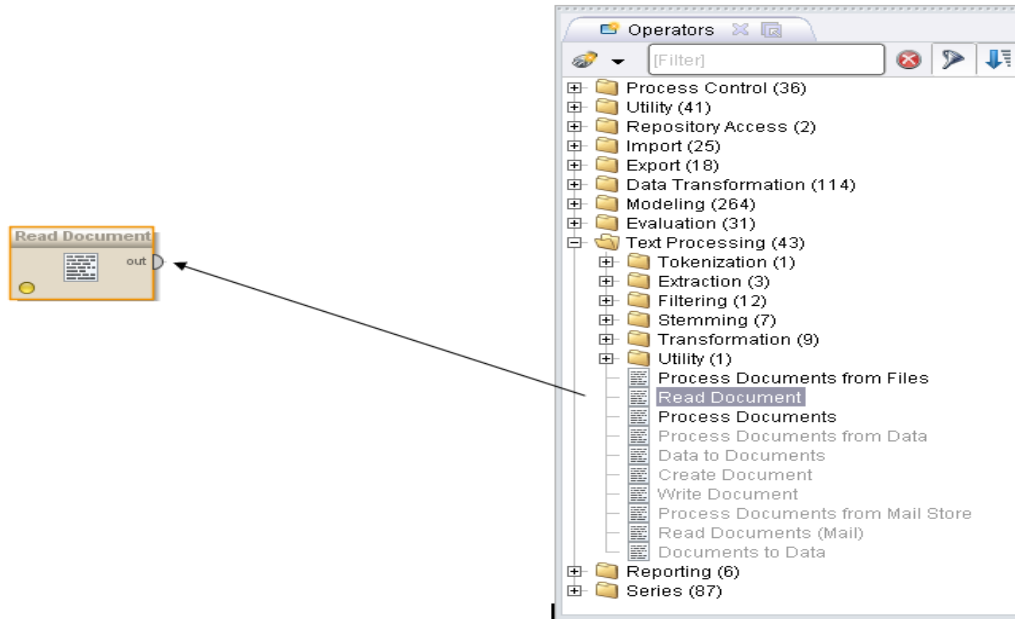 Operators
[Filter]
Process Control (36)
Utility (41)
Repository Access (2)
Import (25)
Export (18)
Data Transformation (114)
Modeling (264)
Evaluation (31)
Text Processing (43)
Tokenization (1)
Extraction (3)
Filtering (12)
Stemming (7)
Transformation (9)
Utility (1)
Process Documents from Files
Read Document
Process Documents
Process Documents from Data
Data to Documents
Create Document
Write Document
Process Documents from Mail Store
Read Documents (Mail)
Documents to Data
Reporting (6)
Series (87)
Read Document
out